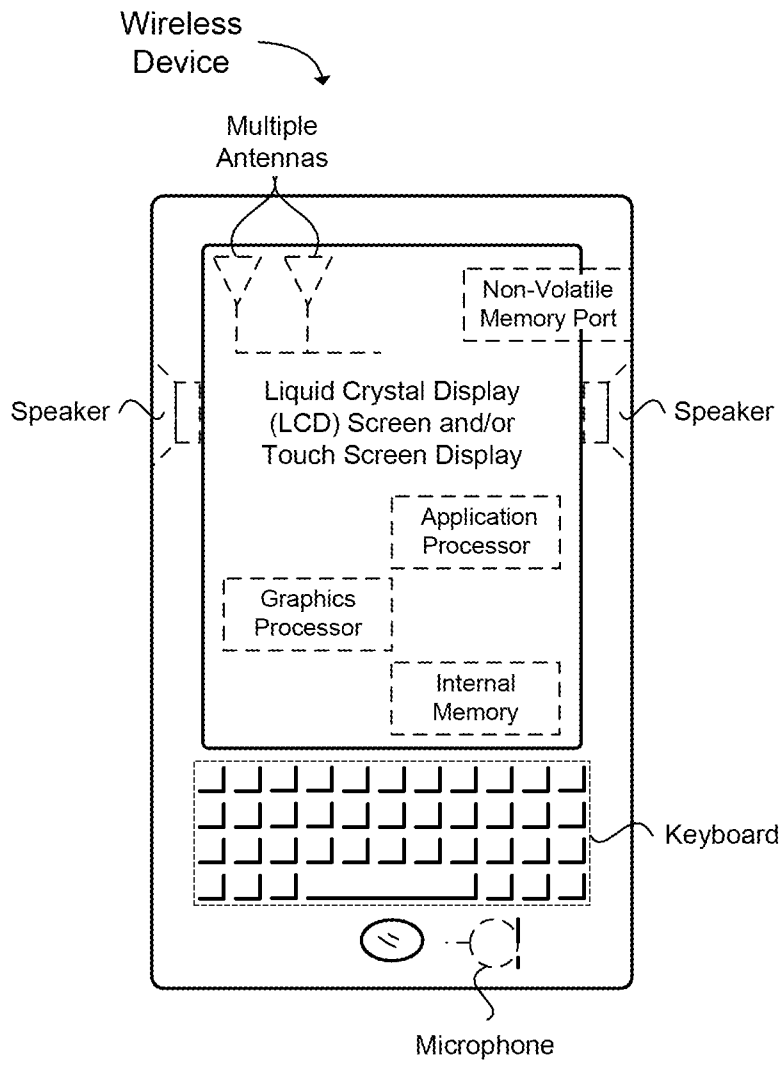 Wireless
Device
Multiple
Antennas
Non-Volatile
Memory Port
Liquid Crystal Display
(LCD) Screen and/or
Touch Screen Display
Speaker
Speaker
Application
Processor
Graphics
Processor
Internal
Memory
Keyboard
Microphone